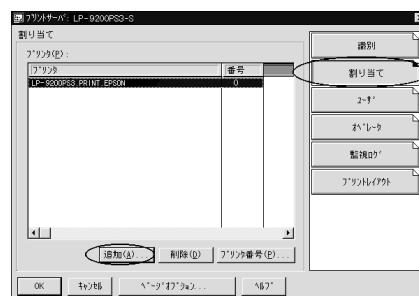 プリントサーバ: LP-9200PS3-S
割り当て
プリンタ(P):
プリンタ 番号
LP-9200PS3.PRINT.EPSON 0
追加(A)... 削除(D) プリンタ番号(P)...
識別
割り当て
ユーザ
オペレータ
監視ログ
プリントレイアウト
OK キャンセル ページオプション... ヘルプ